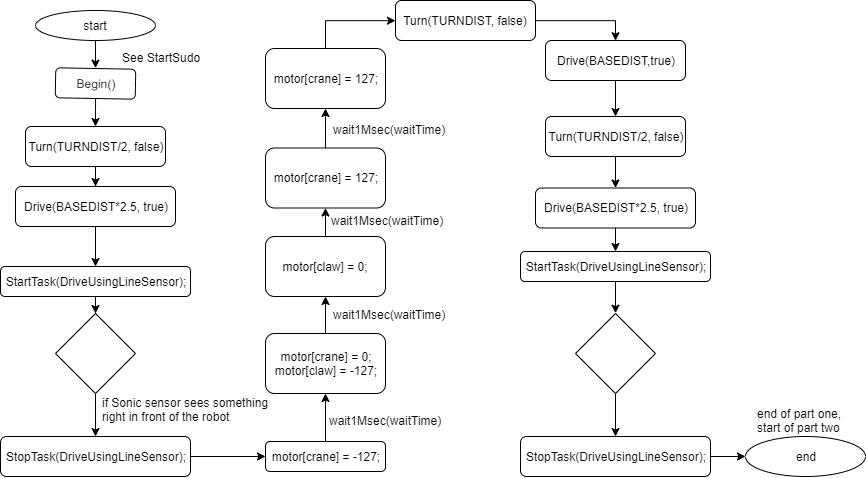 start
See StartSudo
Begin()
Turn(TURNDIST/2, false)
Drive(BASEDIST*2.5, true)
StartTask(DriveUsingLineSensor);
if Sonic sensor sees something
right in front of the robot
StopTask(DriveUsingLineSensor);
motor[crane] = -127;
wait1Msec(waitTime)
motor[crane] = 0;
motor[claw] = -127;
wait1Msec(waitTime)
motor[claw] = 0;
wait1Msec(waitTime)
motor[crane] = 127;
wait1Msec(waitTime)
motor[crane] = 127;
Turn(TURNDIST, false)
Drive(BASEDIST,true)
Turn(TURNDIST/2, false)
Drive(BASEDIST*2.5, true)
StartTask(DriveUsingLineSensor);
StopTask(DriveUsingLineSensor);
end of part one,
start of part two
end